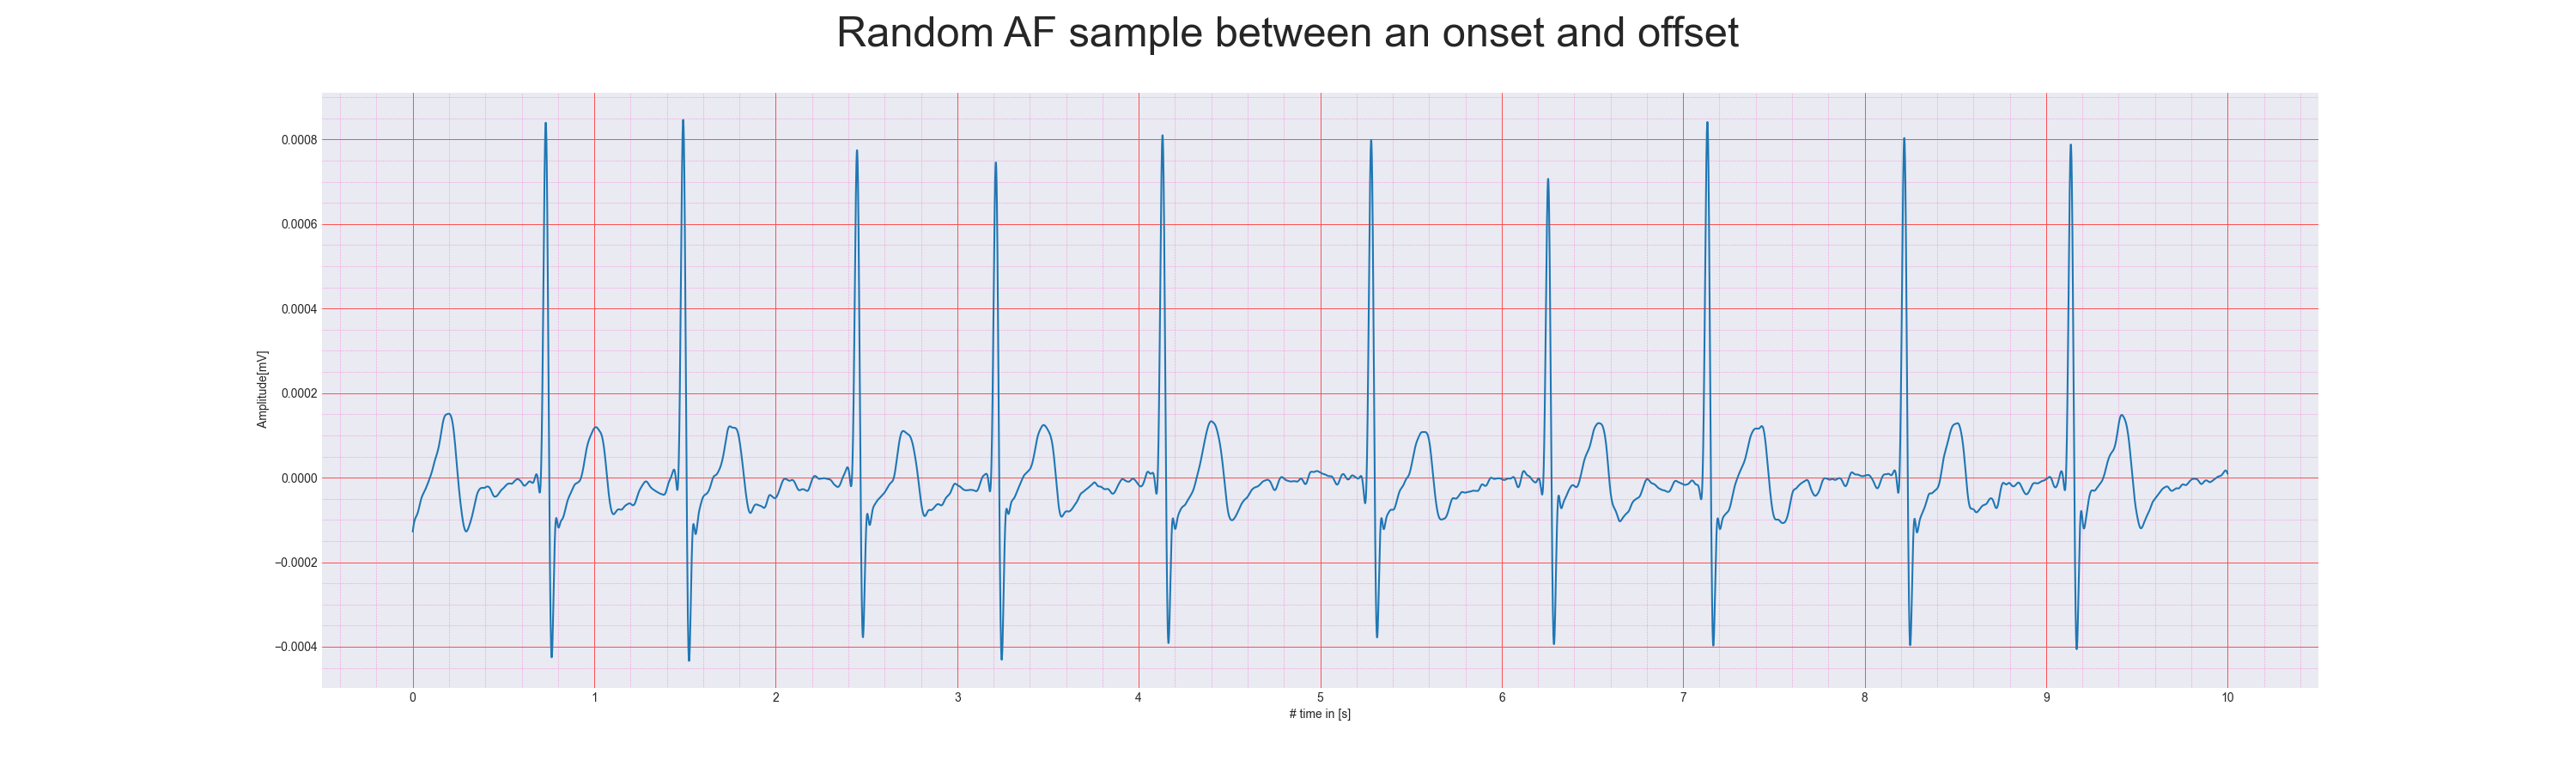 Random AF sample between an onset and offset
0.0008
0.0006
0.0004
0.0002
0.0000
−0.0002
−0.0004
Amplitude[mV]
0 1 2 3 4 5 6 7 8 9 10
# time in [s]